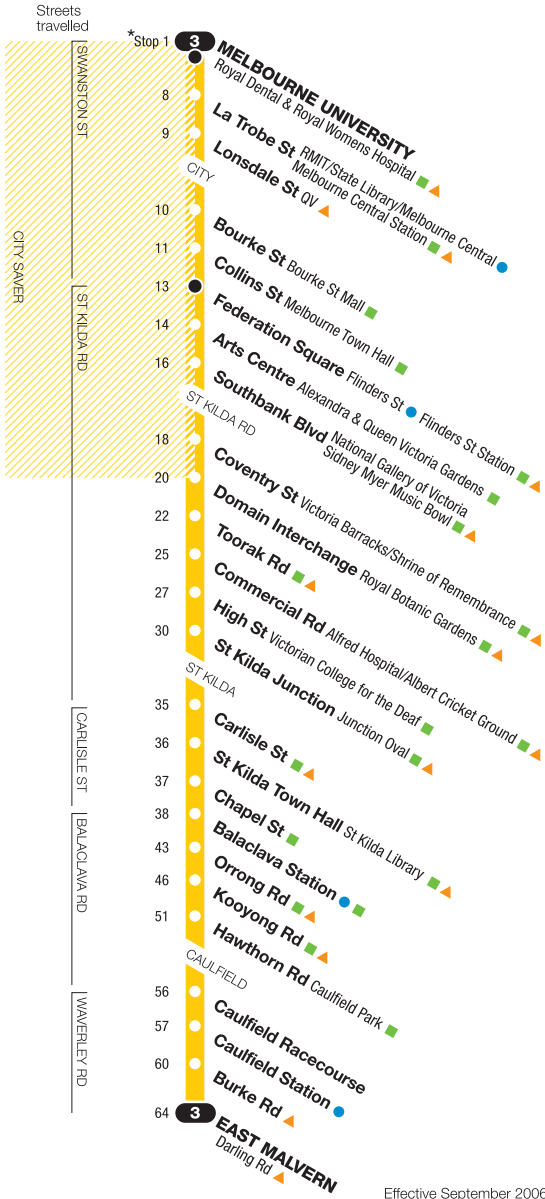 Streets
travelled
*Stop 1
3
MELBOURNE UNIVERSITY
Royal Dental & Royal Womens Hospital
SWANSTON ST
8
La Trobe St RMIT/State Library/Melbourne Central
Melbourne Central Station
9
Lonsdale St QV
CITY
10
Bourke St Bourke St Mall
11
Collins St Melbourne Town Hall
CITY SAVER
13
Federation Square Flinders St Flinders St Station
ST KILDA RD
14
Arts Centre Alexandra & Queen Victoria Gardens
16
Southbank Blvd National Gallery of Victoria
Sidney Myer Music Bowl
ST KILDA RD
18
Coventry St Victoria Barracks/Shrine of Remembrance
20
Domain Interchange Royal Botanic Gardens
22
Toorak Rd
25
Commercial Rd Alfred Hospital/Albert Cricket Ground
27
High St Victorian College for the Deaf
30
St Kilda Junction Junction Oval
ST KILDA
35
Carlisle St
CARLISLE ST
36
St Kilda Town Hall St Kilda Library
37
Chapel St
38
Balaclava Station
BALACLAVA RD
43
Orrong Rd
46
Kooyong Rd
51
Hawthorn Rd Caulfield Park
CAULFIELD
56
Caulfield Racecourse
WAVERLEY RD
57
Caulfield Station
60
Burke Rd
64
3
EAST MALVERN
Darling Rd
Effective September 2006